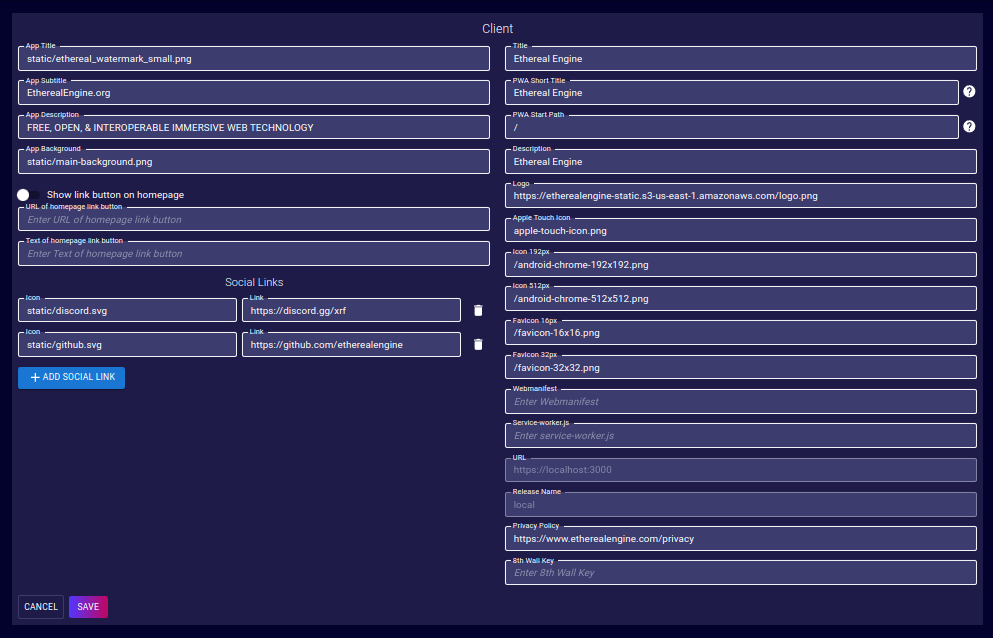 Client
App Title
static/ethereal_watermark_small.png
App Subtitle
EtherealEngine.org
App Description
FREE, OPEN, & INTEROPERABLE IMMERSIVE WEB TECHNOLOGY
App Background
static/main-background.png
Show link button on homepage
URL of homepage link button
Enter URL of homepage link button
Text of homepage link button
Enter Text of homepage link button
Social Links
Icon
static/discord.svg
Link
https://discord.gg/xrf
Icon
static/github.svg
Link
https://github.com/etherealengine
+ ADD SOCIAL LINK
Title
Ethereal Engine
PWA Short Title
Ethereal Engine
?
PWA Start Path
/
?
Description
Ethereal Engine
Logo
https://etherealengine-static.s3-us-east-1.amazonaws.com/logo.png
Apple Touch Icon
apple-touch-icon.png
Icon 192px
/android-chrome-192x192.png
Icon 512px
/android-chrome-512x512.png
Favicon 16px
/favicon-16x16.png
Favicon 32px
/favicon-32x32.png
Webmanifest
Enter Webmanifest
Service-worker.js
Enter service-worker.js
URL
https://localhost:3000
Release Name
local
Privacy Policy
https://www.etherealengine.com/privacy
8th Wall Key
Enter 8th Wall Key
CANCEL
SAVE